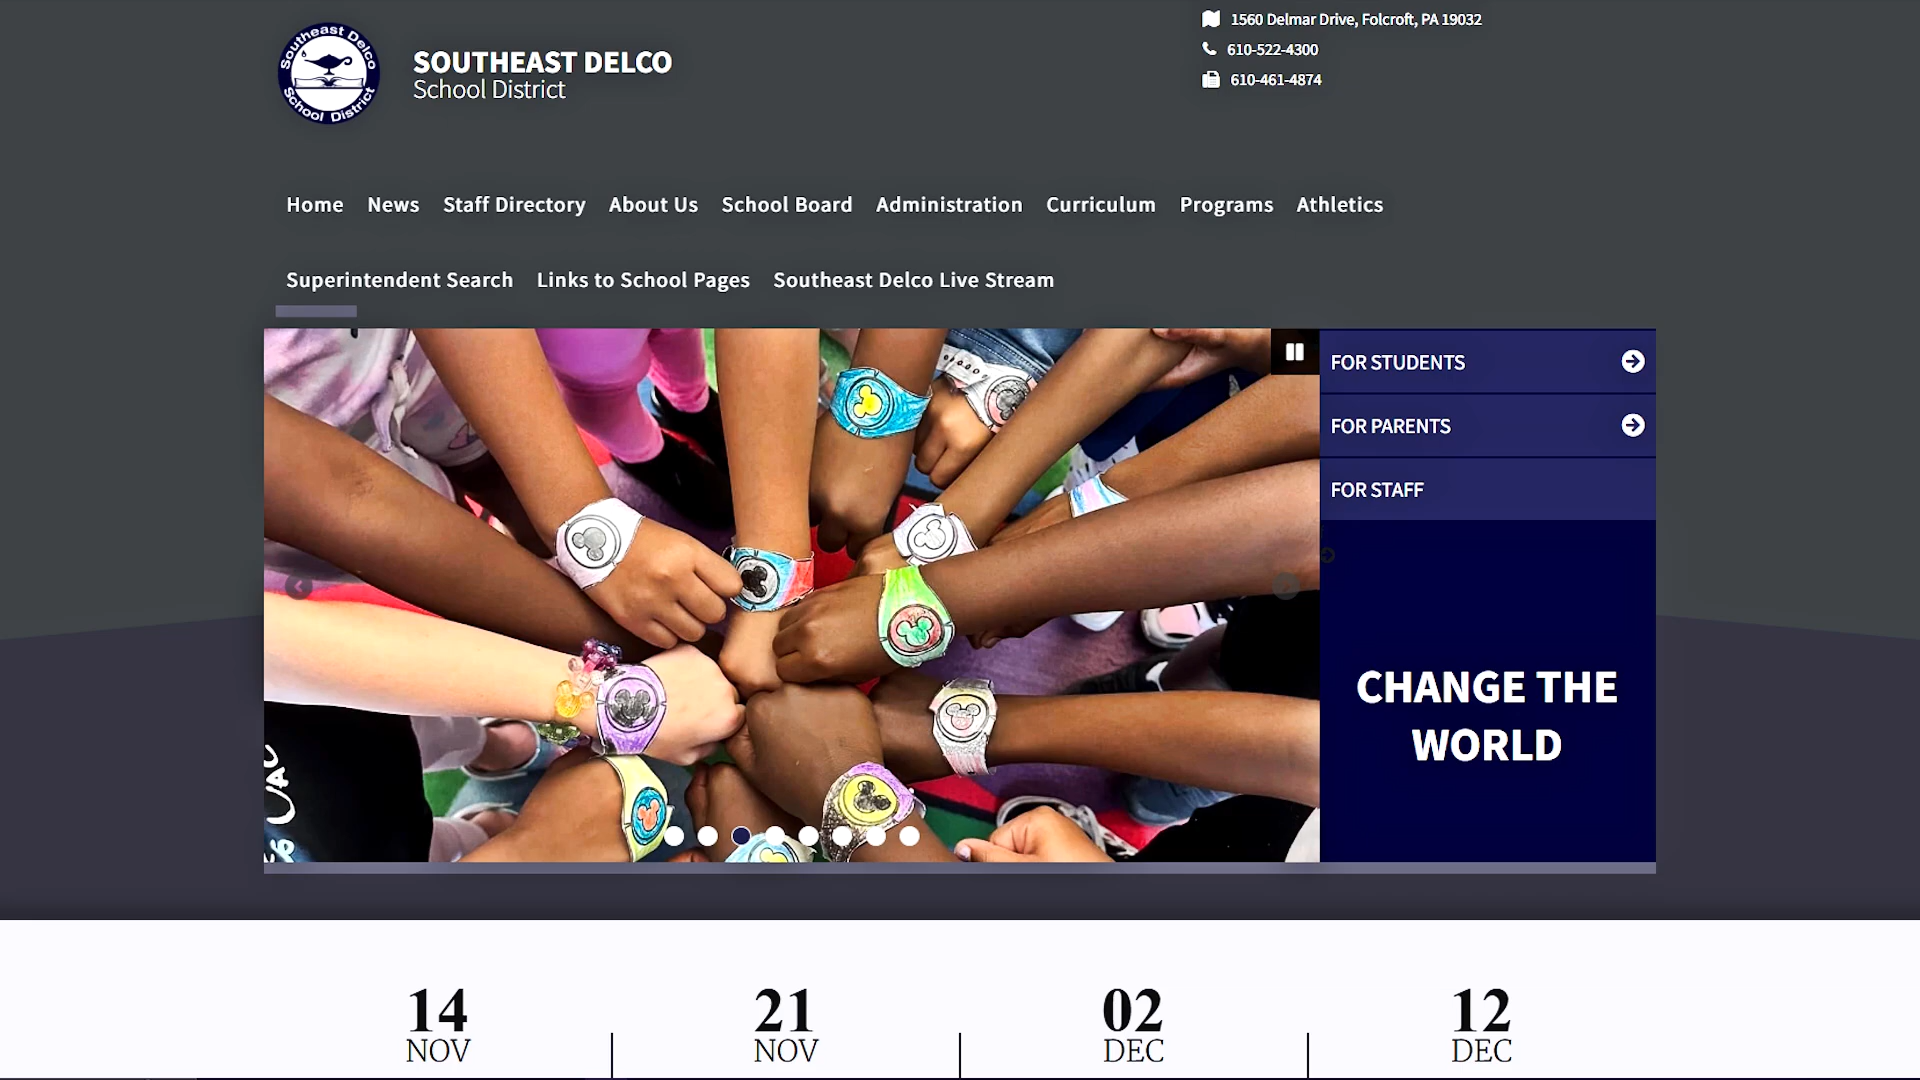 Southeast Delco
School District
SOUTHEAST DELCO
School District
1560 Delmar Drive, Folcroft, PA 19032
610-522-4300
610-461-4874
Home News Staff Directory About Us School Board Administration Curriculum Programs Athletics
Superintendent Search Links to School Pages Southeast Delco Live Stream
FOR STUDENTS
FOR PARENTS
FOR STAFF
CHANGE THE
WORLD
14
NOV
21
NOV
02
DEC
12
DEC